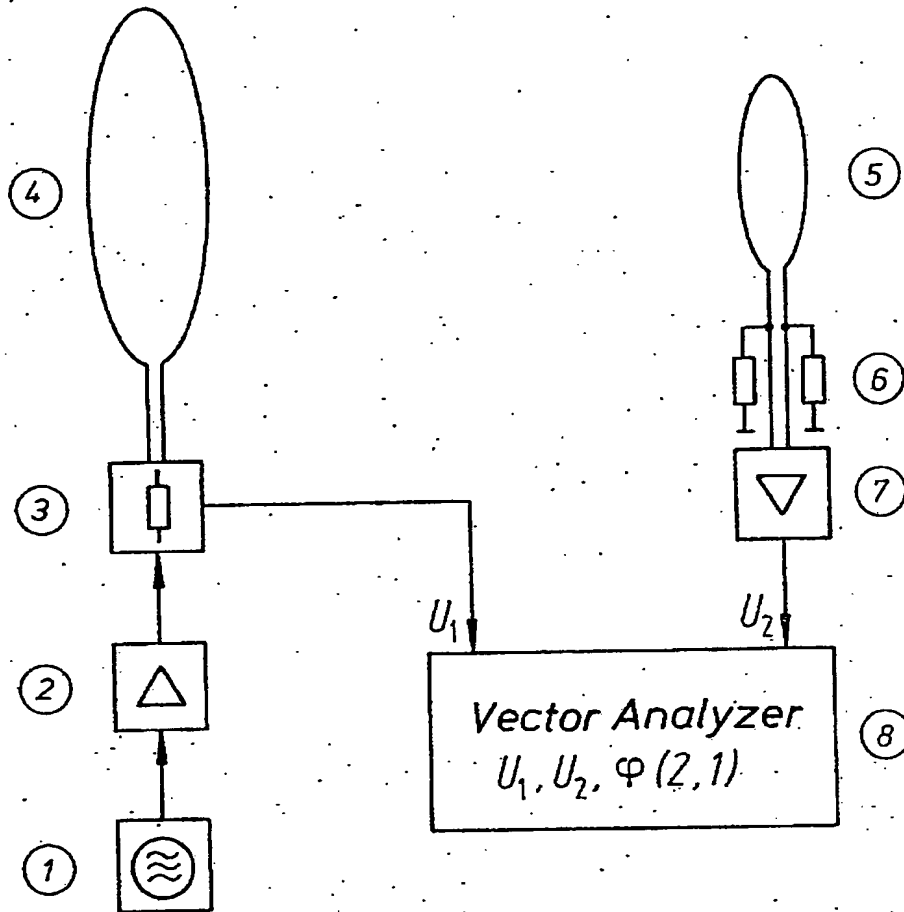 4
5
6
3
7
U₁
U₂
2
Vector Analyzer
8
U₁, U₂, φ (2,1)
1